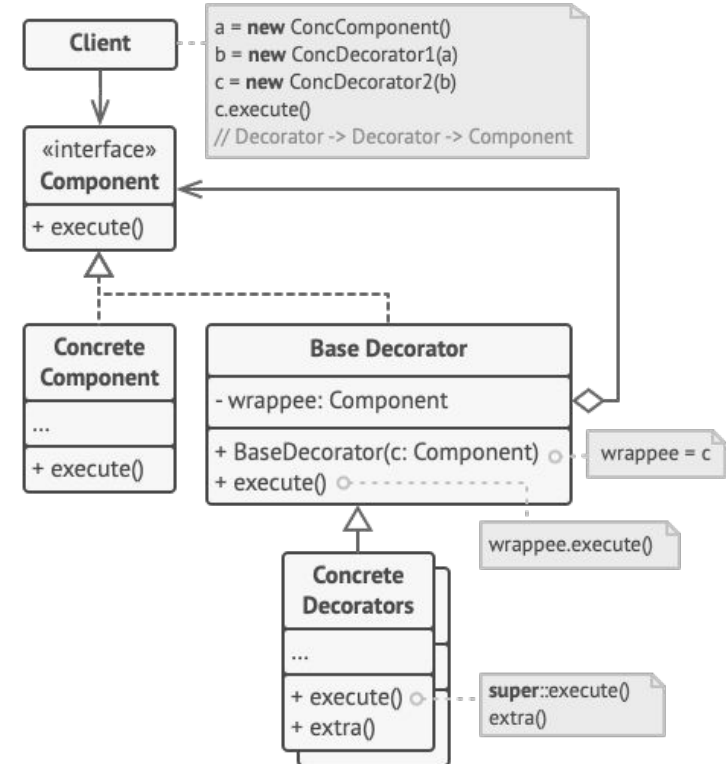 Client
a = new ConcComponent()
b = new ConcDecorator1(a)
c = new ConcDecorator2(b)
c.execute()
// Decorator -> Decorator -> Component
«interface»
Component
+ execute()
Concrete
Component
...
+ execute()
Base Decorator
- wrappee: Component
+ BaseDecorator(c: Component)
+ execute()
wrappee = c
wrappee.execute()
Concrete
Decorators
...
+ execute()
+ extra()
super::execute()
extra()